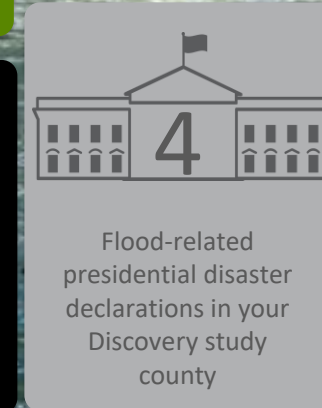 4
Flood-related
presidential disaster
declarations in your
Discovery study
county